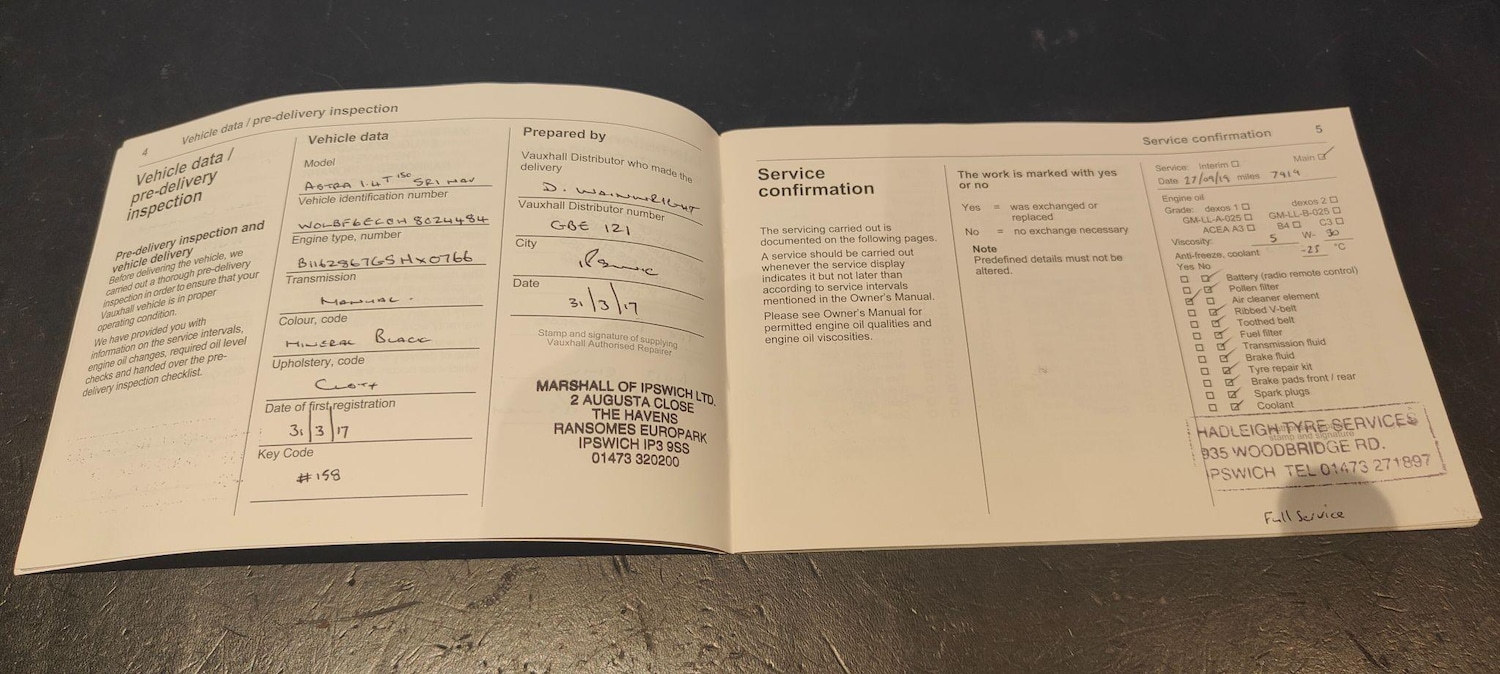 4
Vehicle data / pre-delivery inspection
Vehicle data /
pre-delivery
inspection
Pre-delivery inspection and
vehicle delivery
Before delivering the vehicle, we
carried out a thorough pre-delivery
inspection in order to ensure that your
Vauxhall vehicle is in proper
operating condition.
We have provided you with
information on the service intervals,
engine oil changes, required oil level
checks and handed over the pre-
delivery inspection checklist.
Vehicle data
Model
ASTRA 1.4T 150 SRI NAV
Vehicle identification number
Engine type, number
Transmission
MANUAL.
Colour, code
MINERAL BLACK
Upholstery, code
CLOTH
Date of first registration
31/3/17
Key Code
#158
Prepared by
Vauxhall Distributor who made the
delivery
D. WAINWRIGHT
Vauxhall Distributor number
GBE 121
City
IPSWICH
Date
31/3/17
Stamp and signature of supplying
Vauxhall Authorised Repairer
MARSHALL OF IPSWICH LTD.
2 AUGUSTA CLOSE
THE HAVENS
RANSOMES EUROPARK
IPSWICH IP3 9SS
01473 320200
Service confirmation
5
Service
confirmation
The servicing carried out is
documented on the following pages.
A service should be carried out
whenever the service display
indicates it but not later than
according to service intervals
mentioned in the Owner's Manual.
Please see Owner's Manual for
permitted engine oil qualities and
engine oil viscosities.
The work is marked with yes
or no
Yes = was exchanged or
replaced
No = no exchange necessary
Note
Predefined details must not be
altered.
Service: Interim Main
Date 27/09/19 miles 7919
Engine oil
Grade: dexos 1 dexos 2
GM-LL-A-025 GM-LL-B-025
ACEA A3 B4 C3
Viscosity: 5 W- 30
Anti-freeze, coolant -25 °C
Yes No
Battery (radio remote control)
Pollen filter
Air cleaner element
Ribbed V-belt
Toothed belt
Fuel filter
Transmission fluid
Brake fluid
Tyre repair kit
Brake pads front / rear
Spark plugs
Coolant
stamp and signature
HADLEIGH TYRE SERVICES
935 WOODBRIDGE RD.
IPSWICH TEL 01473 271897
Full Service